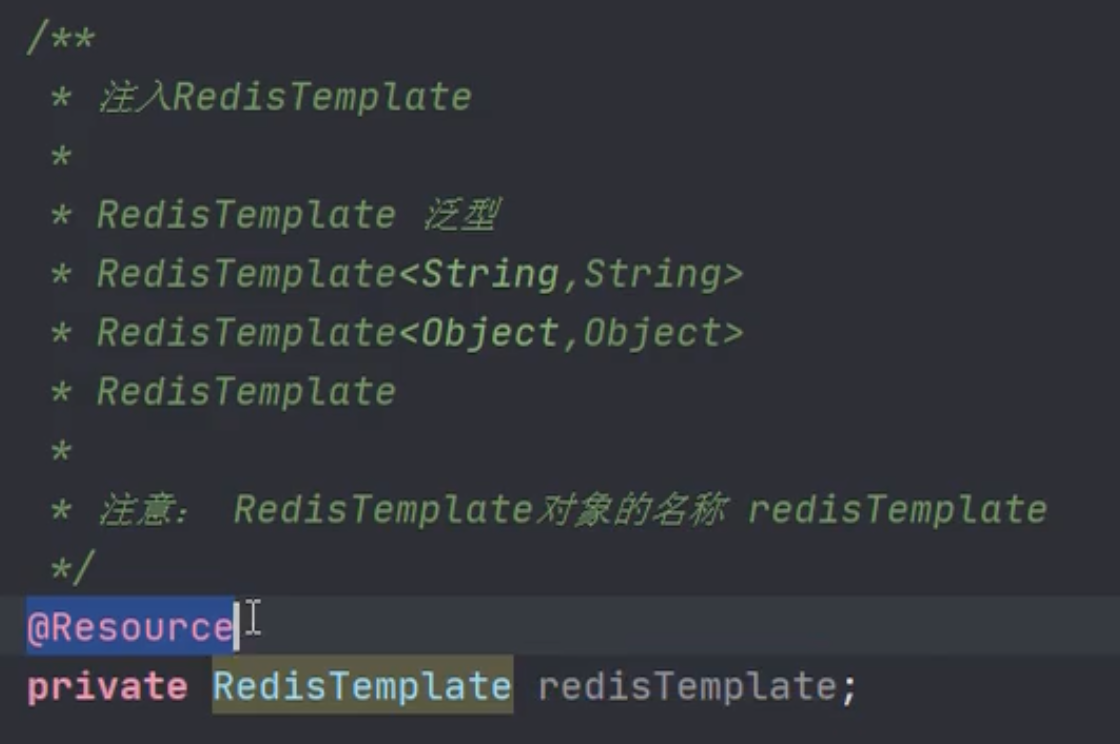 /**
 * 注入RedisTemplate
 *
 * RedisTemplate 泛型
 * RedisTemplate<String,String>
 * RedisTemplate<Object,Object>
 * RedisTemplate
 *
 * 注意： RedisTemplate对象的名称 redisTemplate
 */
@Resource
private RedisTemplate redisTemplate;